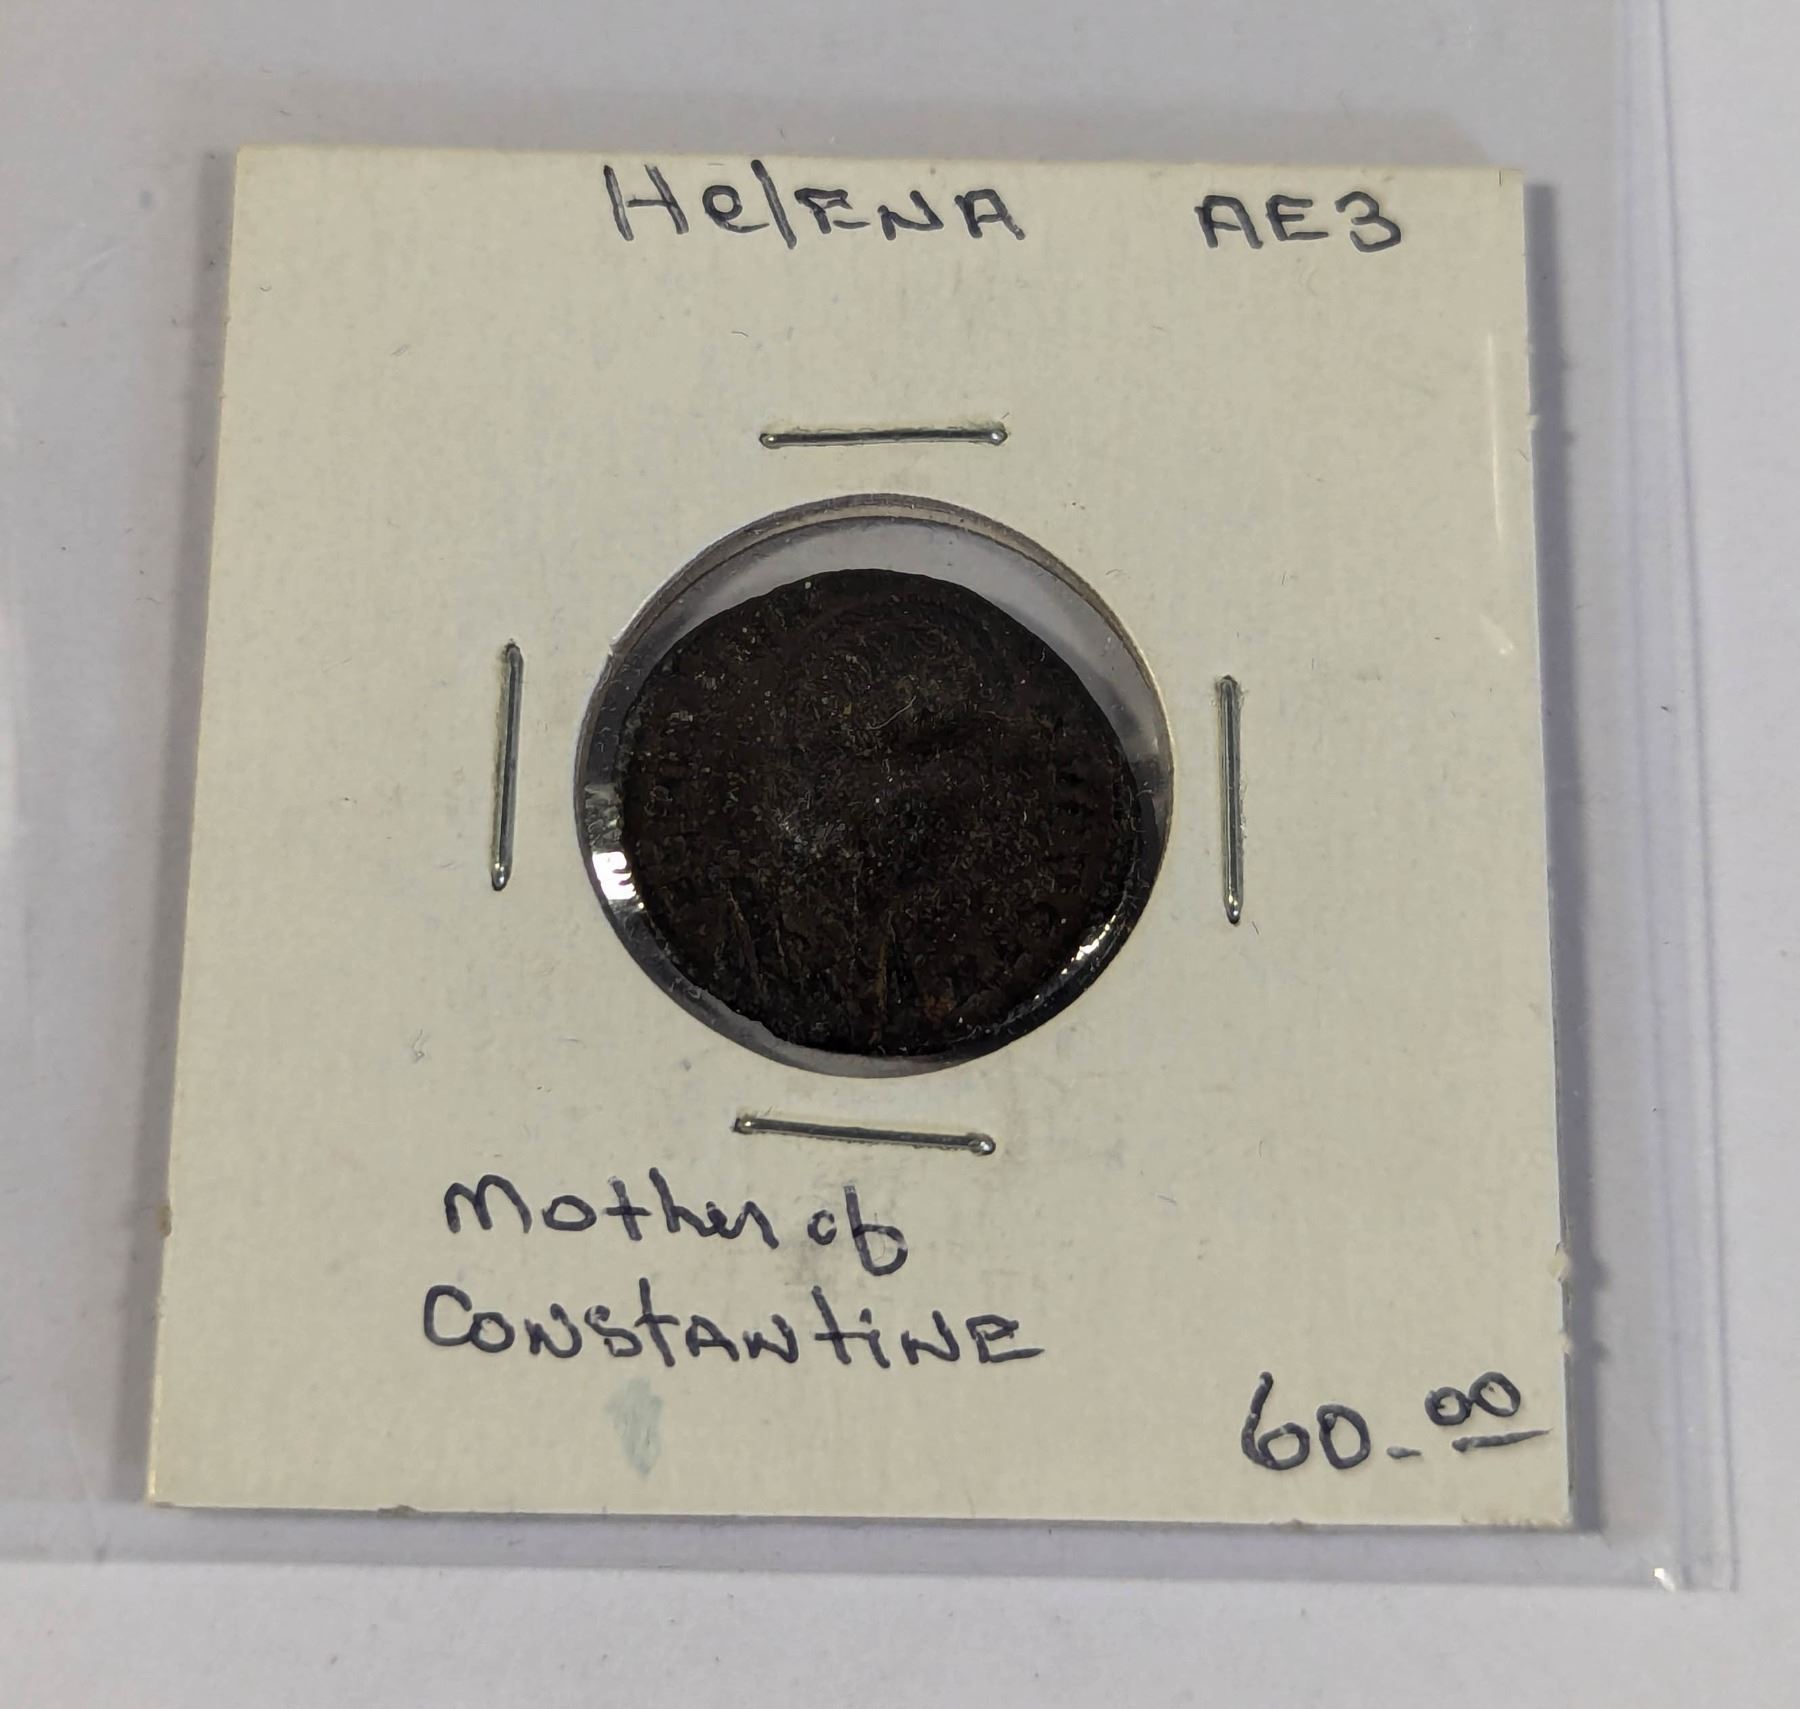 HelENA AE3
Mother of
CONStANtiNE
60.00